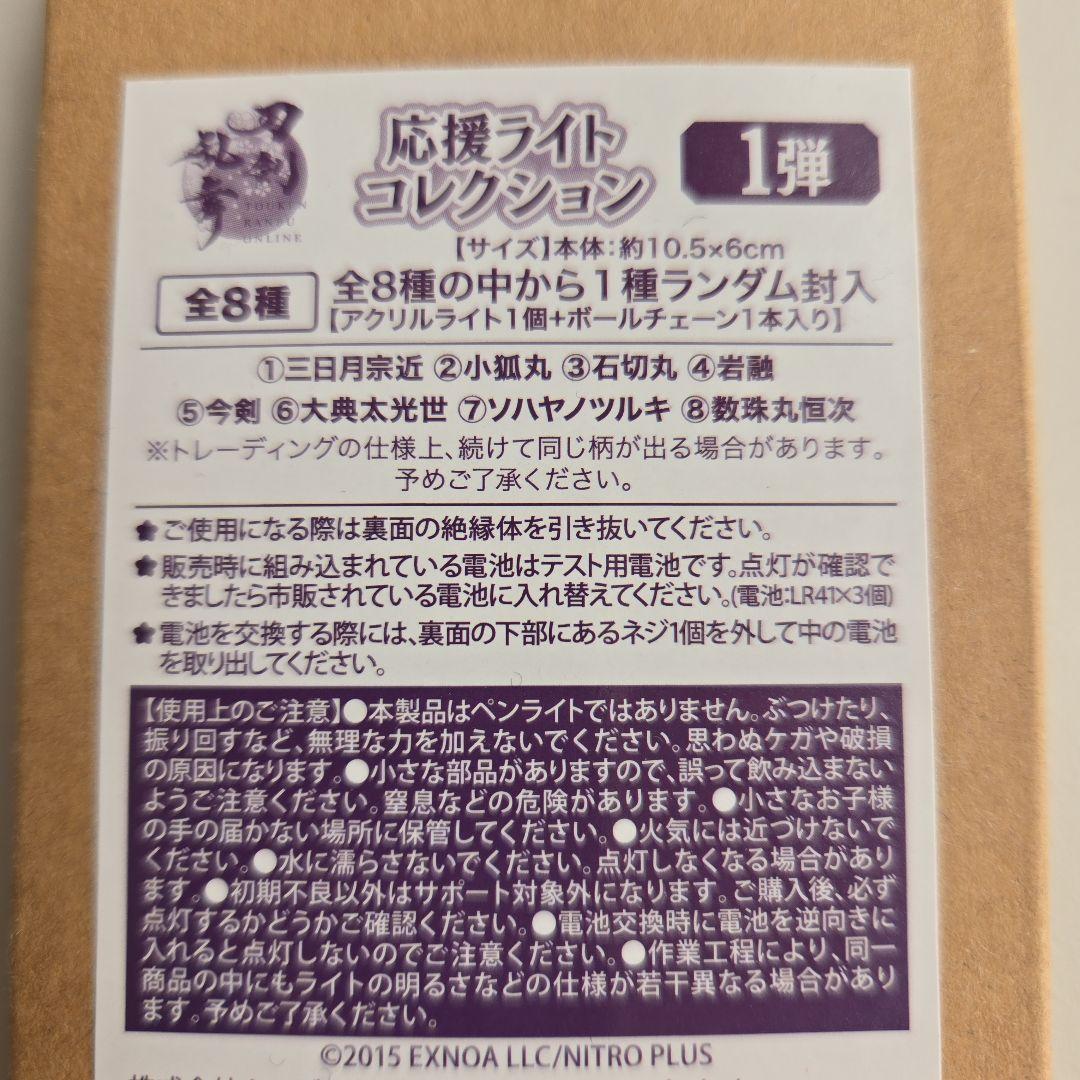 刀剣乱舞
TOUKEN
RANBU
ONLINE
応援ライト
コレクション
1弾
【サイズ】本体:約10.5×6cm
全8種
全8種の中から1種ランダム封入
【アクリルライト1個+ボールチェーン1本入り】
①三日月宗近 ②小狐丸 ③石切丸 ④岩融
⑤今剣 ⑥大典太光世 ⑦ソハヤノツルキ ⑧数珠丸恒次
※トレーディングの仕様上、続けて同じ柄が出る場合があります。
予めご了承ください。
ご使用になる際は裏面の絶縁体を引き抜いてください。
販売時に組み込まれている電池はテスト用電池です。点灯が確認で
きましたら市販されている電池に入れ替えてください。(電池:LR41×3個)
電池を交換する際には、裏面の下部にあるネジ1個を外して中の電池
を取り出してください。
【使用上のご注意】●本製品はペンライトではありません。ぶつけたり、
振り回すなど、無理な力を加えないでください。思わぬケガや破損
の原因になります。●小さな部品がありますので、誤って飲み込まない
ようご注意ください。窒息などの危険があります。●小さなお子様
の手の届かない場所に保管してください。●火気には近づけないで
ください。●水に濡らさないでください。点灯しなくなる場合があり
ます。●初期不良以外はサポート対象外になります。ご購入後、必ず
点灯するかどうかご確認ください。●電池交換時に電池を逆向きに
入れると点灯しないのでご注意ください。●作業工程により、同一
商品の中にもライトの明るさなどの仕様が若干異なる場合があり
ます。予めご了承ください。
©2015 EXNOA LLC/NITRO PLUS